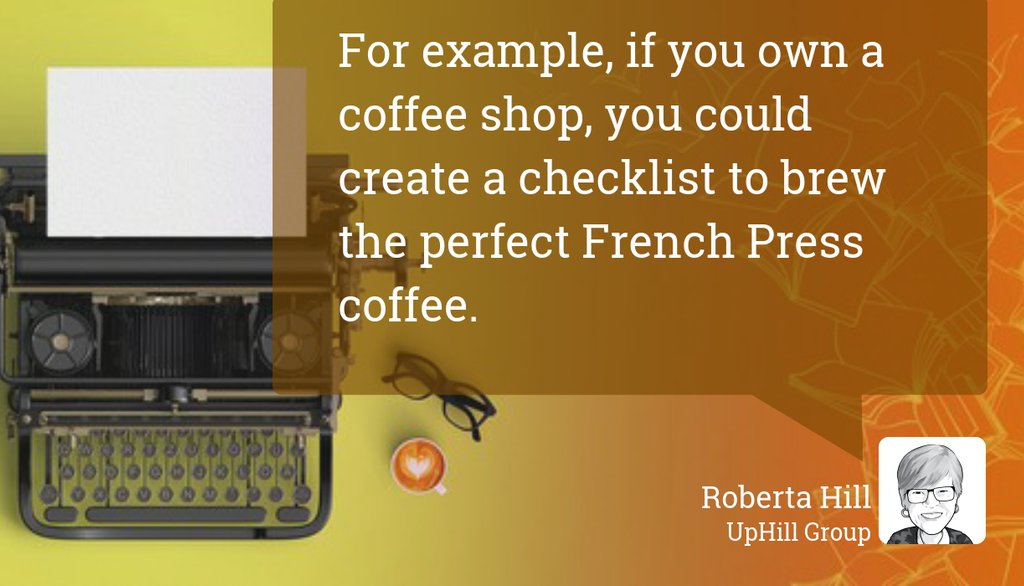 For example, if you own a
coffee shop, you could
create a checklist to brew
the perfect French Press
coffee.
Roberta Hill
UpHill Group